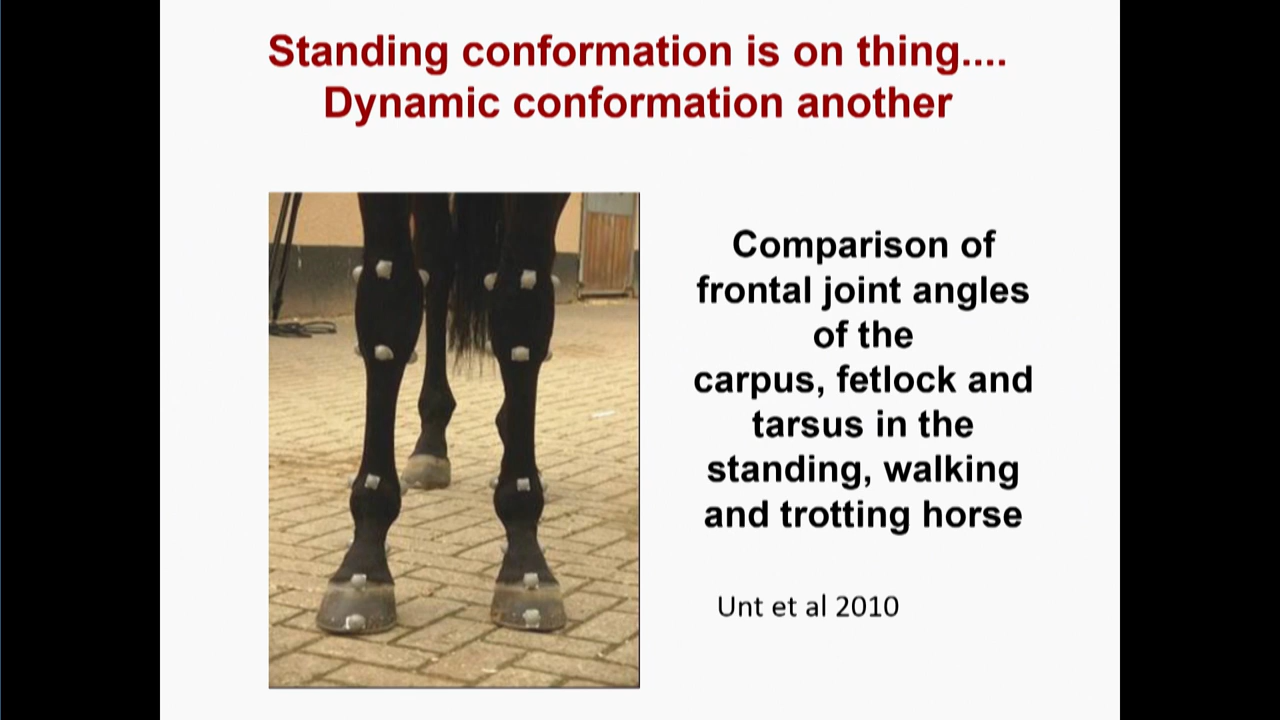 Standing conformation is on thing....
Dynamic conformation another
Comparison of
frontal joint angles
of the
carpus, fetlock and
tarsus in the
standing, walking
and trotting horse
Unt et al 2010